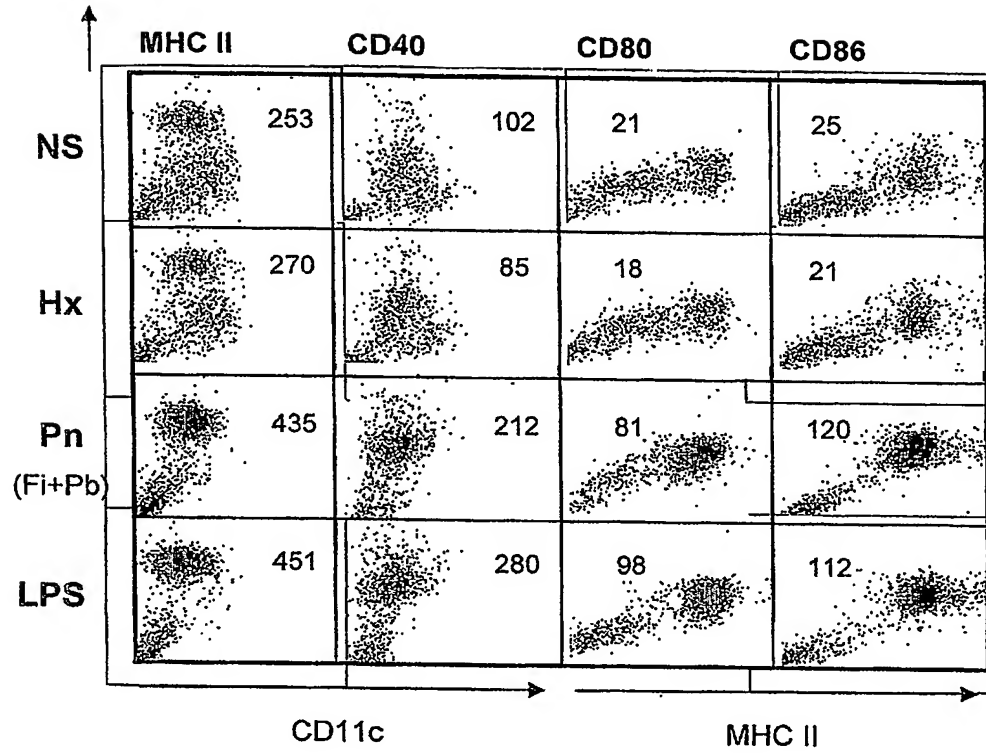 MHC II CD40 CD80 CD86
NS 253 102 21 25
Hx 270 85 18 21
Pn 435 212 81 120
(Fi+Pb)
LPS 451 280 98 112
CD11c MHC II